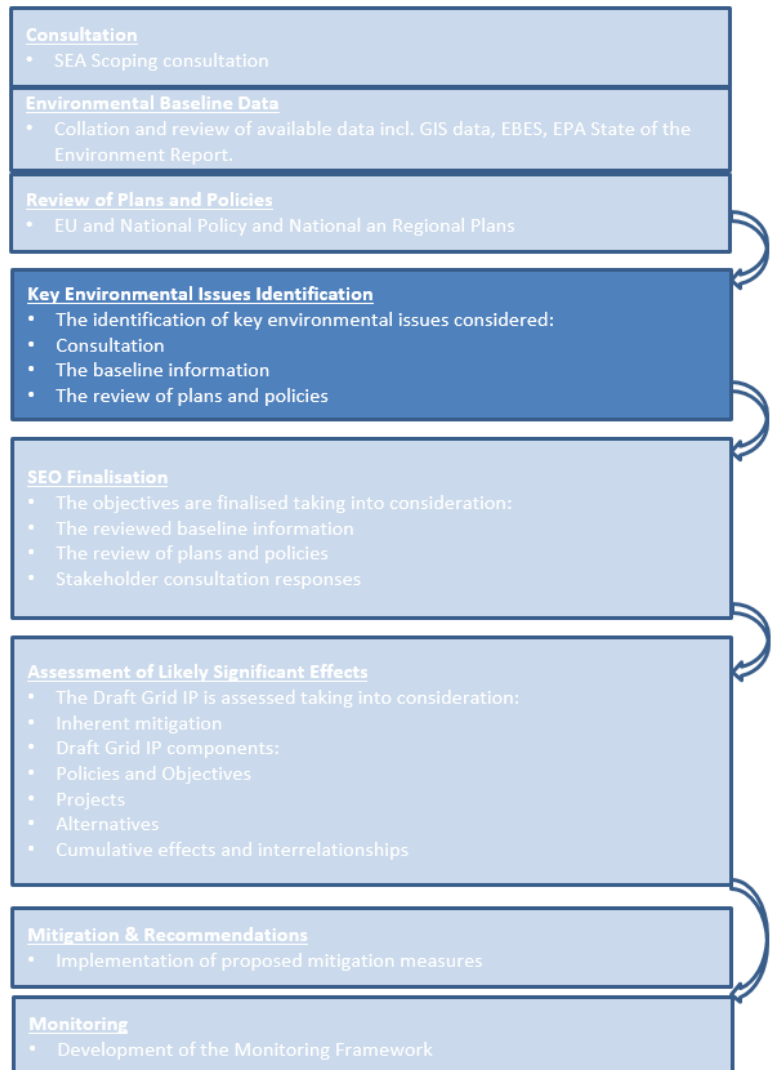 Consultation
• SEA Scoping consultation
Environmental Baseline Data
• Collation and review of available data incl. GIS data, EBES, EPA State of the
Environment Report.
Review of Plans and Policies
• EU and National Policy and National an Regional Plans
Key Environmental Issues Identification
• The identification of key environmental issues considered:
• Consultation
• The baseline information
• The review of plans and policies
SEO Finalisation
• The objectives are finalised taking into consideration:
• The reviewed baseline information
• The review of plans and policies
• Stakeholder consultation responses
Assessment of Likely Significant Effects
• The Draft Grid IP is assessed taking into consideration:
• Inherent mitigation
• Draft Grid IP components:
• Policies and Objectives
• Projects
• Alternatives
• Cumulative effects and interrelationships
Mitigation & Recommendations
• Implementation of proposed mitigation measures
Monitoring
• Development of the Monitoring Framework